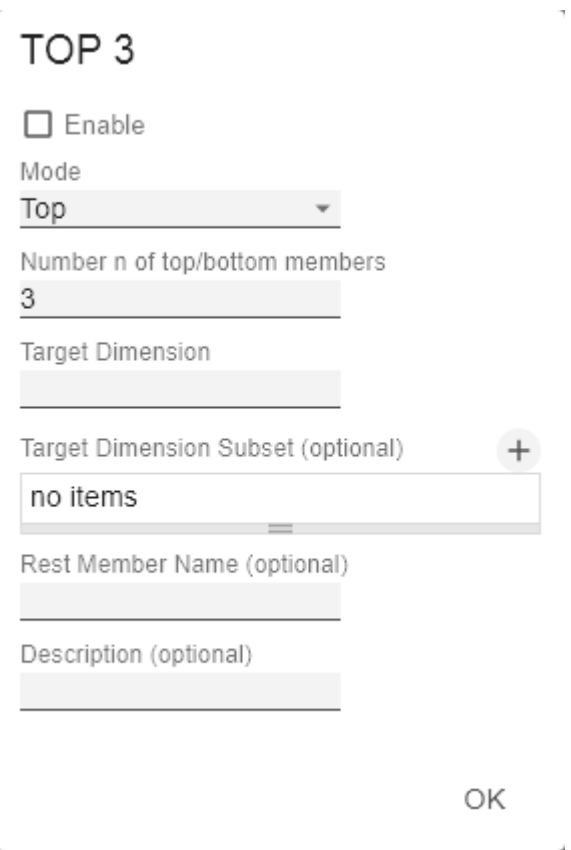 TOP 3
Enable
Mode
Top
Number n of top/bottom members
3
Target Dimension
Target Dimension Subset (optional)
no items
Rest Member Name (optional)
Description (optional)
OK